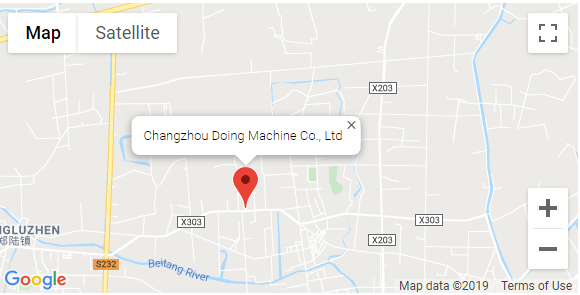 Map
Satellite
X203
Changzhou Doing Machine Co., Ltd
X303
X303
NGLUZHEN
郑陆镇
X203
S232
Beitang River
Google
Map data ©2019
Terms of Use